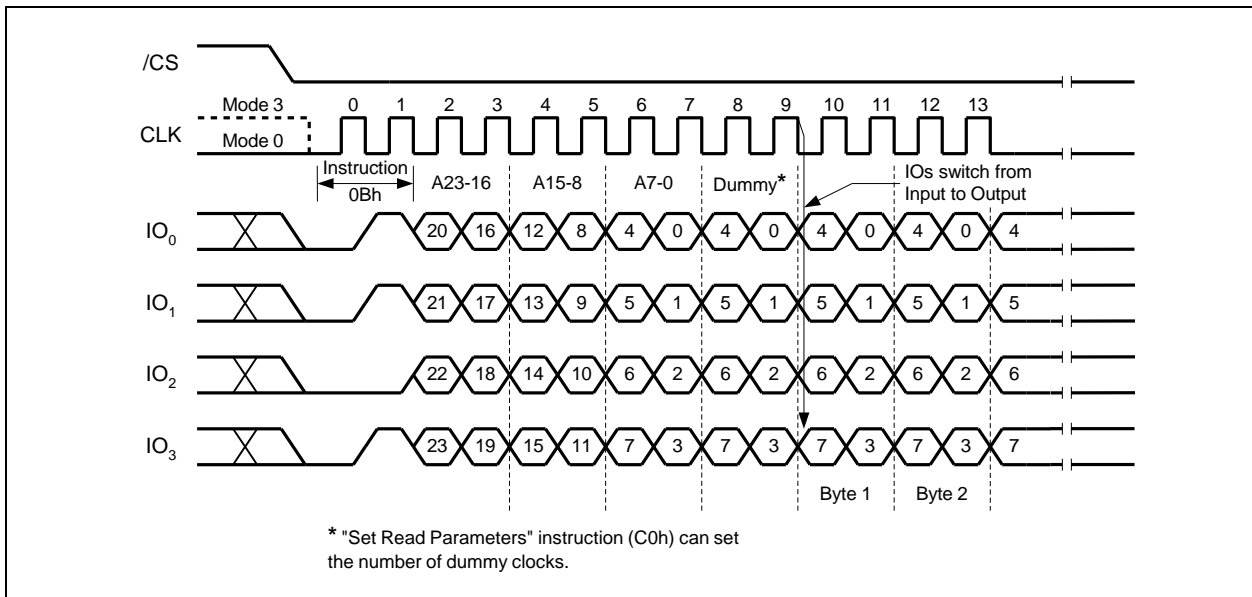 /CS
Mode 3 0 1 2 3 4 5 6 7 8 9 10 11 12 13
CLK Mode 0
Instruction IOs switch from
0Bh A23-16 A15-8 A7-0 Dummy* Input to Output
IO0 20 16 12 8 4 0 4 0 4 0 4 0 4
IO1 21 17 13 9 5 1 5 1 5 1 5 1 5
IO2 22 18 14 10 6 2 6 2 6 2 6 2 6
IO3 23 19 15 11 7 3 7 3 7 3 7 3 7
Byte 1 Byte 2
* "Set Read Parameters" instruction (C0h) can set
the number of dummy clocks.